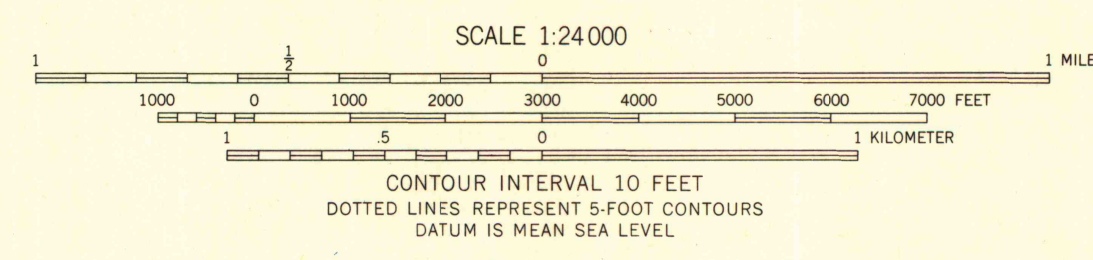 SCALE 1:24 000
1 ½ 0 1 MILE
1000 0 1000 2000 3000 4000 5000 6000 7000 FEET
1 .5 0 1 KILOMETER
CONTOUR INTERVAL 10 FEET
DOTTED LINES REPRESENT 5-FOOT CONTOURS
DATUM IS MEAN SEA LEVEL